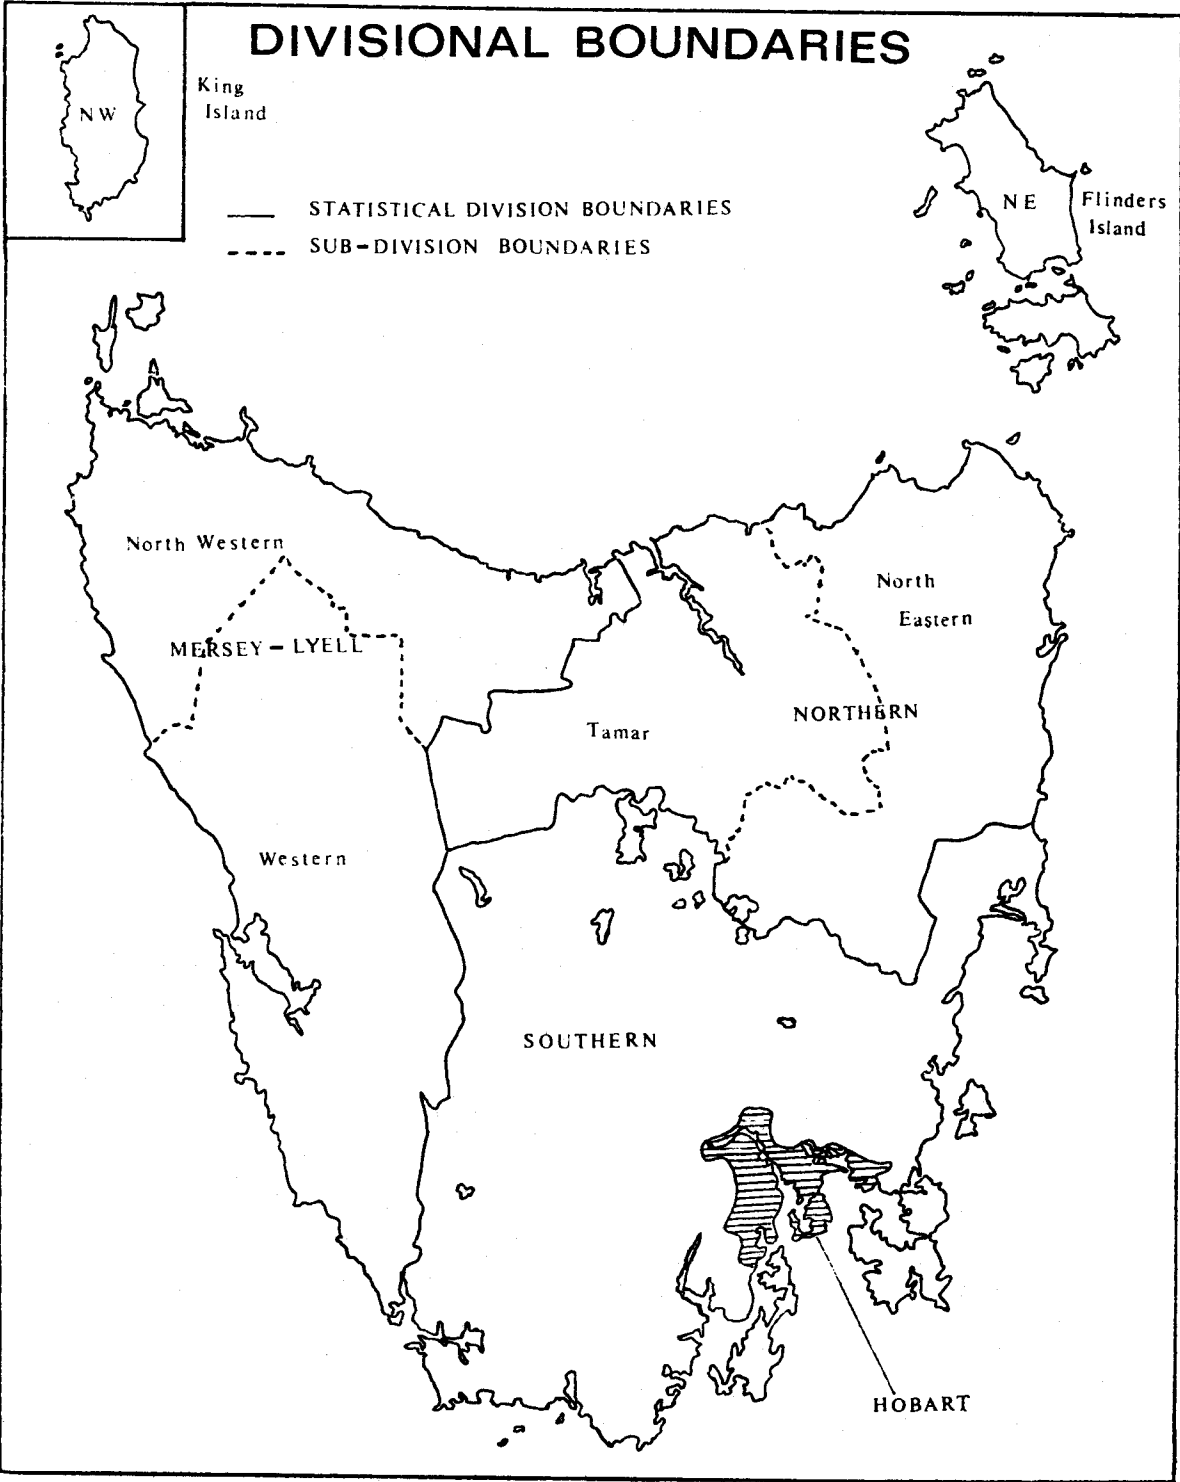 DIVISIONAL BOUNDARIES
King
Island
NW
STATISTICAL DIVISION BOUNDARIES
SUB-DIVISION BOUNDARIES
NE
Flinders
Island
North Western
MERSEY - LYELL
North
Eastern
NORTHERN
Tamar
Western
SOUTHERN
HOBART